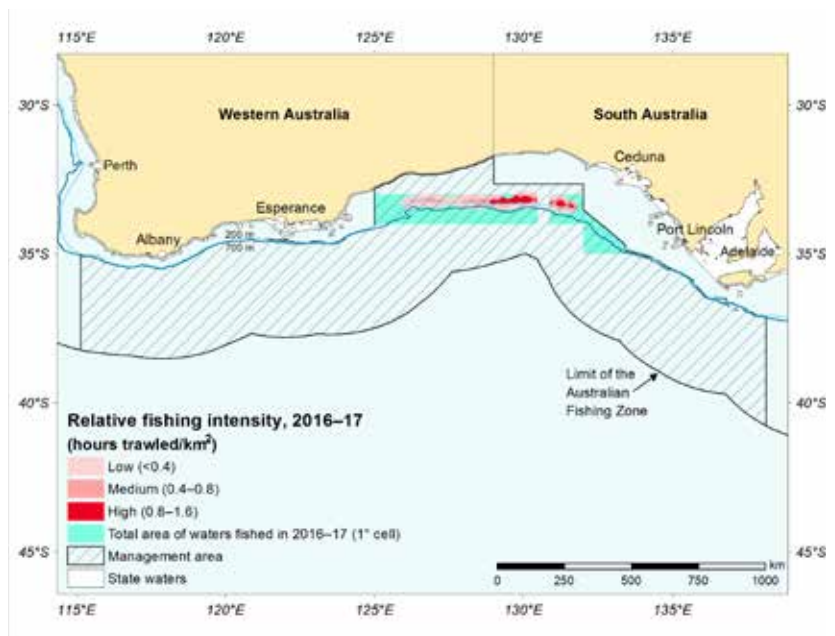 115°E 120°E 125°E 130°E 135°E
30°S 30°S
Western Australia South Australia
Ceduna
Perth
Esperance
Port Lincoln
Albany
200 m
700 m
Adelaide
35°S 35°S
Limit of the
Australian
Fishing Zone
40°S 40°S
Relative fishing intensity, 2016–17
(hours trawled/km²)
Low (<0.4)
Medium (0.4–0.8)
High (0.8–1.6)
Total area of waters fished in 2016–17 (1° cell)
45°S 45°S
Management area
State waters
km
0 250 500 750 1000
115°E 120°E 125°E 130°E 135°E